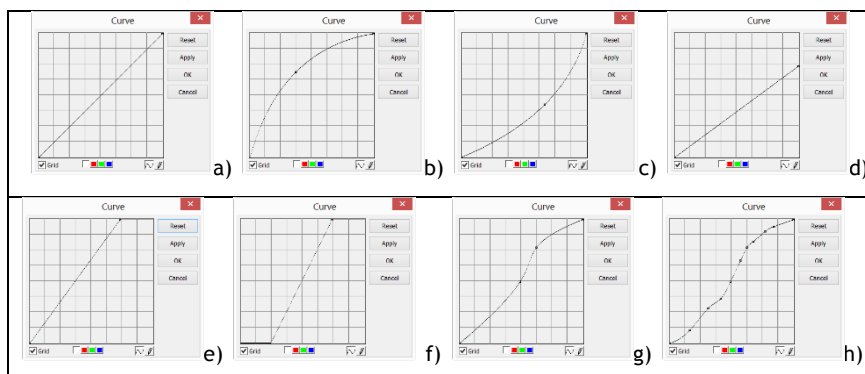 Curve
Reset
Apply
OK
Cancel
Grid
a)
Curve
Reset
Apply
OK
Cancel
Grid
b)
Curve
Reset
Apply
OK
Cancel
Grid
c)
Curve
Reset
Apply
OK
Cancel
Grid
d)
Curve
Reset
Apply
OK
Cancel
Grid
e)
Curve
Reset
Apply
OK
Cancel
Grid
f)
Curve
Reset
Apply
OK
Cancel
Grid
g)
Curve
Reset
Apply
OK
Cancel
Grid
h)